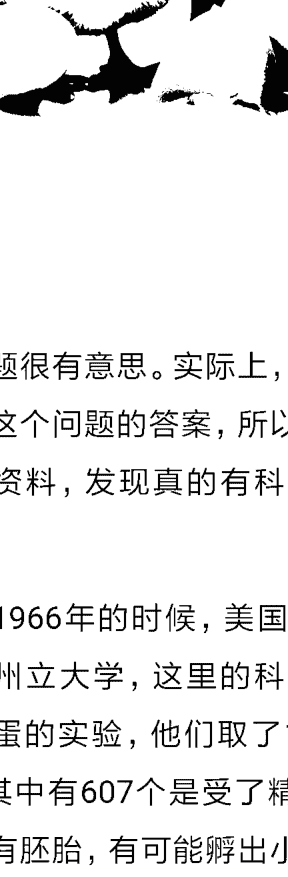 题很有意思。实际上，
这个问题的答案，所以
资料，发现真的有科
1966年的时候，美国
州立大学，这里的科
蛋的实验，他们取了
其中有607个是受了精
有胚胎，有可能孵出小